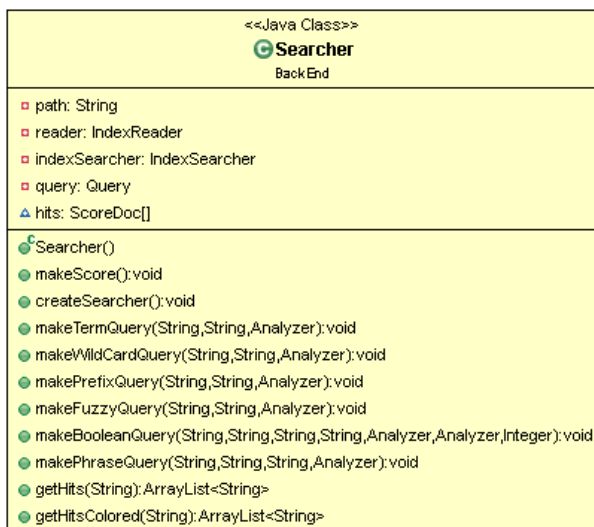 <<Java Class>>
Searcher
BackEnd
path: String
reader: IndexReader
indexSearcher: IndexSearcher
query: Query
hits: ScoreDoc[]
Searcher()
makeScore():void
createSearcher():void
makeTermQuery(String,String,Analyzer):void
makeWildCardQuery(String,String,Analyzer):void
makePrefixQuery(String,String,Analyzer):void
makeFuzzyQuery(String,String,Analyzer):void
makeBooleanQuery(String,String,String,String,Analyzer,Analyzer,Integer):void
makePhraseQuery(String,String,String,Analyzer):void
getHits(String):ArrayList<String>
getHitsColored(String):ArrayList<String>